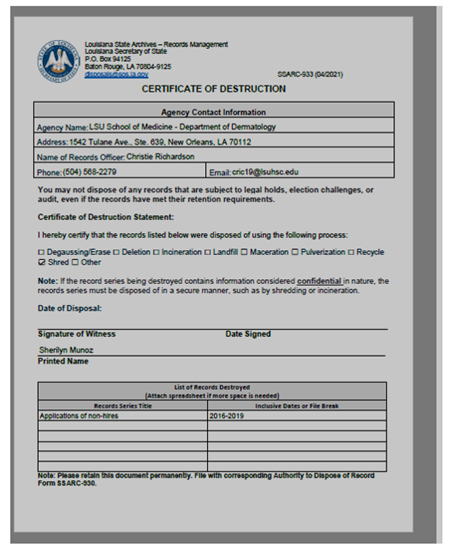 Louisiana State Archives – Records Management
Louisiana Secretary of State
P.O. Box 94125
Baton Rouge, LA 70804-9125
disposals@sos.la.gov
SSARC-933 (04/2021)
CERTIFICATE OF DESTRUCTION
Agency Contact Information
Agency Name: LSU School of Medicine - Department of Dermatology
Address: 1542 Tulane Ave., Ste. 639, New Orleans, LA 70112
Name of Records Officer: Christie Richardson
Phone: (504) 568-2279 Email: cric19@lsuhsc.edu
You may not dispose of any records that are subject to legal holds, election challenges, or
audit, even if the records have met their retention requirements.
Certificate of Destruction Statement:
I hereby certify that the records listed below were disposed of using the following process:
☐ Degaussing/Erase ☐ Deletion ☐ Incineration ☐ Landfill ☐ Maceration ☐ Pulverization ☐ Recycle
☑ Shred ☐ Other
Note: If the record series being destroyed contains information considered confidential in nature, the
records series must be disposed of in a secure manner, such as by shredding or incineration.
Date of Disposal:
Signature of Witness Date Signed
Sherilyn Munoz
Printed Name
List of Records Destroyed
(Attach spreadsheet if more space is needed)
Records Series Title Inclusive Dates or File Break
Applications of non-hires 2016-2019
Note: Please retain this document permanently. File with corresponding Authority to Dispose of Record
Form SSARC-930.